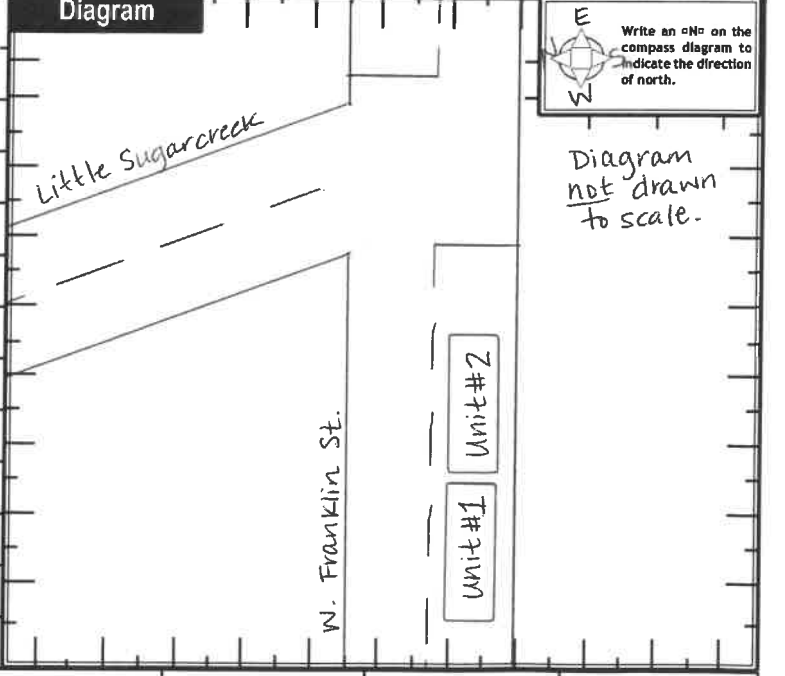 Diagram
E
N
S
W
Write an "N" on the
compass diagram to
indicate the direction
of north.
Little Sugarcreek
Diagram
not drawn
to scale.
W. Franklin St.
Unit #2
Unit #1